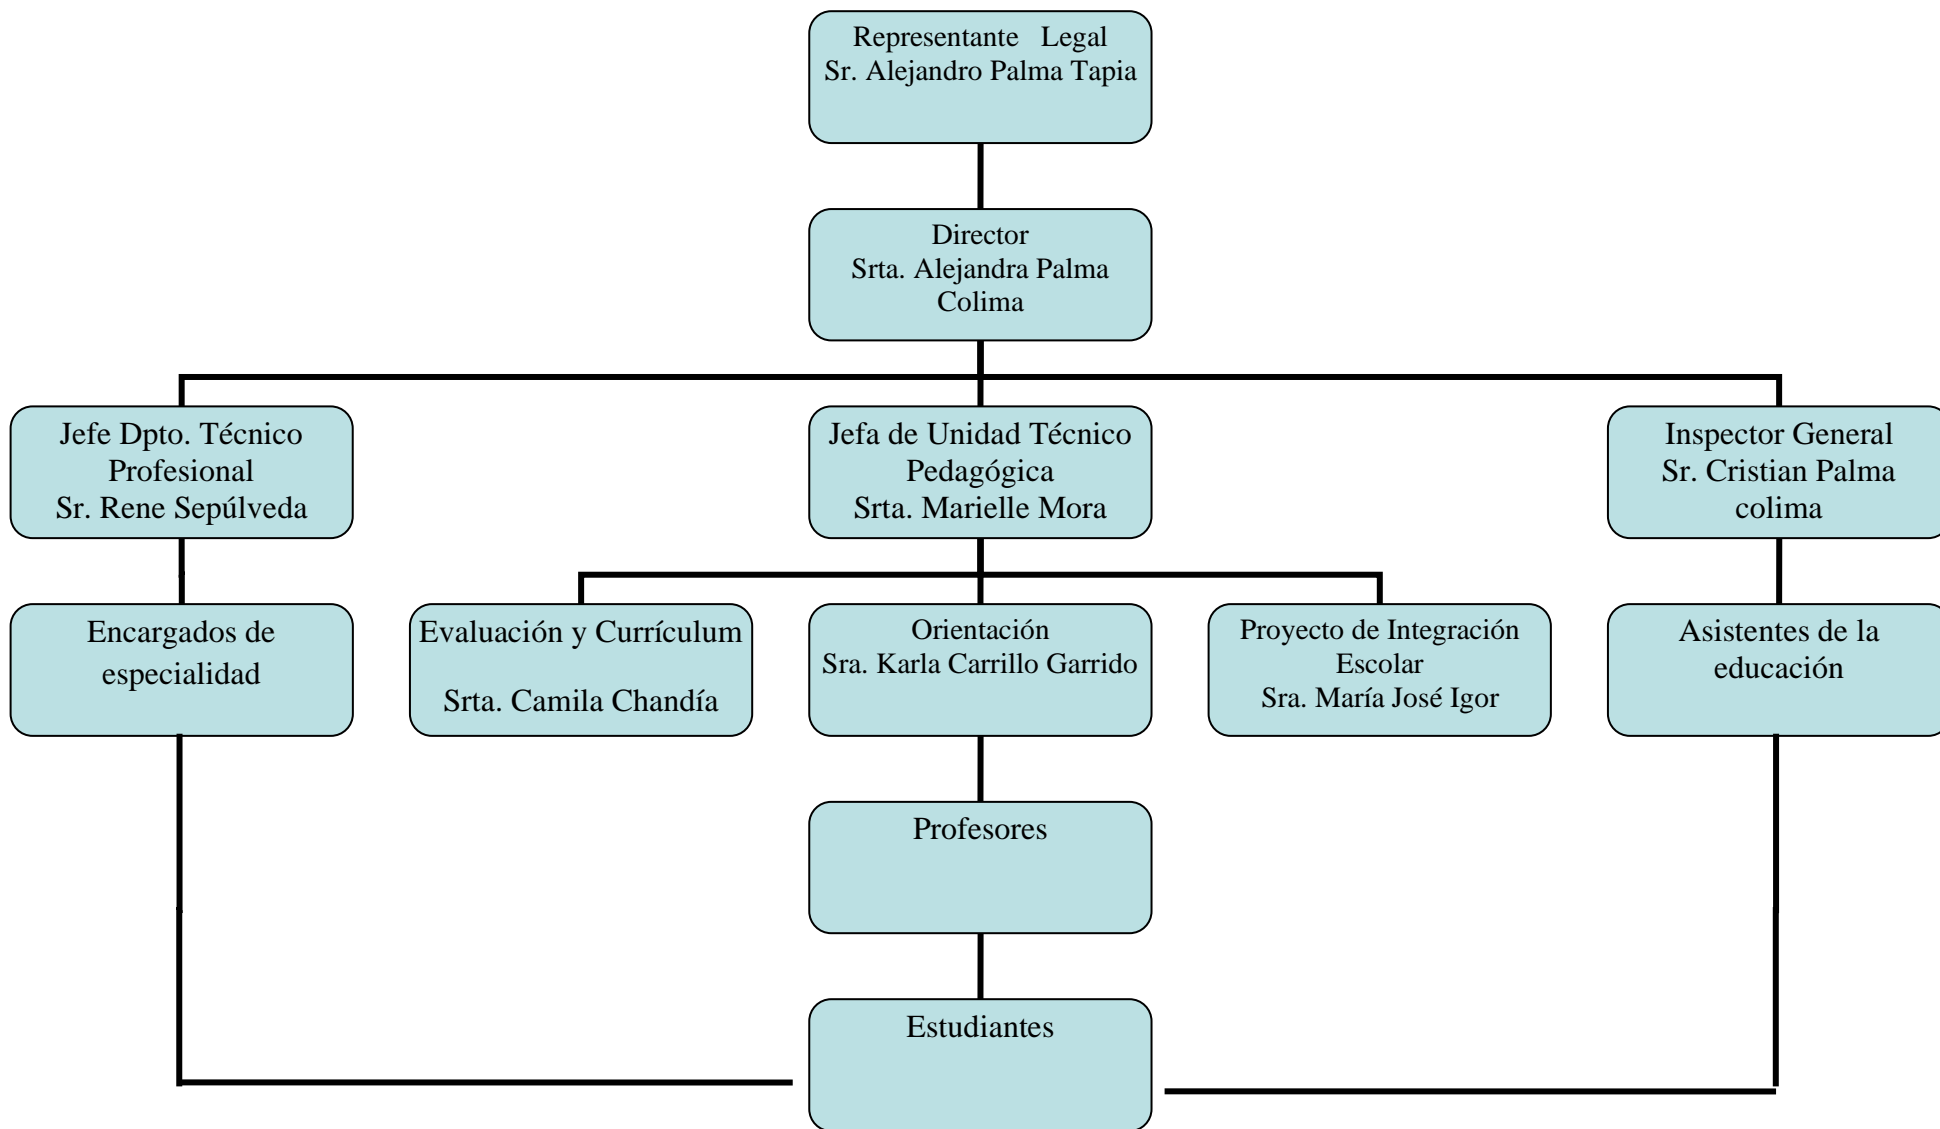 Representante Legal
Sr. Alejandro Palma Tapia
Director
Srta. Alejandra Palma
Colima
Jefe Dpto. Técnico
Profesional
Sr. Rene Sepúlveda
Jefa de Unidad Técnico
Pedagógica
Srta. Marielle Mora
Inspector General
Sr. Cristian Palma
colima
Encargados de
especialidad
Evaluación y Currículum
Srta. Camila Chandía
Orientación
Sra. Karla Carrillo Garrido
Proyecto de Integración
Escolar
Sra. María José Igor
Asistentes de la
educación
Profesores
Estudiantes